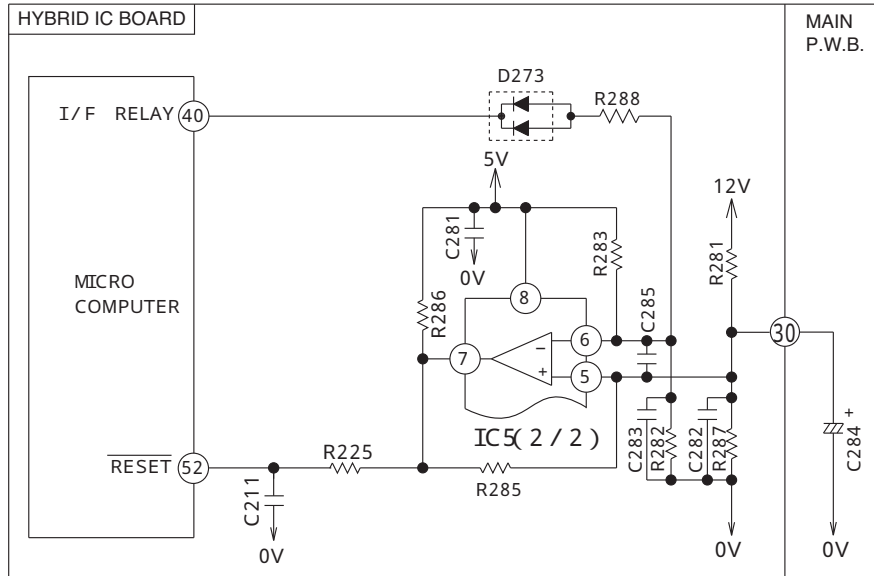 HYBRID IC BOARD
MAIN
P.W.B.
D273
I/F RELAY
40
R288
5V
12V
C281
R283
R281
0V
MICRO
COMPUTER
R286
8
C285
6
30
7
−
+
5
IC5(2/2)
C283
R282
C282
R287
+
C284
RESET
52
R225
R285
C211
0V
0V
0V